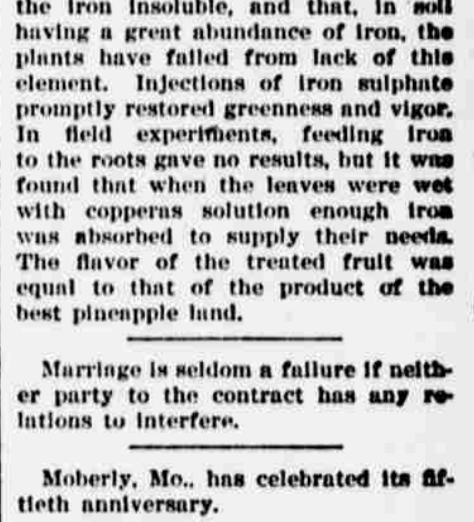 the iron insoluble, and that, in soil
having a great abundance of iron, the
plants have failed from lack of this
element. Injections of iron sulphate
promptly restored greenness and vigor.
In field experiments, feeding iron
to the roots gave no results, but it was
found that when the leaves were wet
with copperas solution enough iron
was absorbed to supply their needs.
The flavor of the treated fruit was
equal to that of the product of the
best pineapple land.
Marriage is seldom a failure if neith-
er party to the contract has any re-
lations to interfere.
Moberly, Mo., has celebrated its fif-
tieth anniversary.